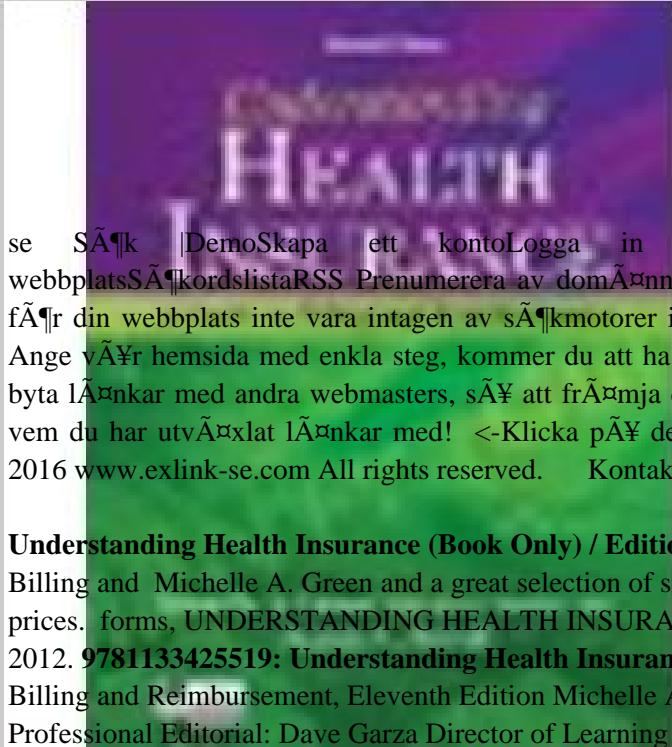 HEALTH
INSURANCE
se SÃ¶k |DemoSkapa ett kontoLogga in
webbplatsSÃ¶kordslistaRSS Prenumerera av domÃ¤nn
fÃ¶r din webbplats inte vara intagen av sÃ¶kmotorer i
Ange vÃ¥r hemsida med enkla steg, kommer du att ha
byta lÃ¤nkar med andra webmasters, sÃ¥ att frÃ¤mja
vem du har utvÃ¤xlat lÃ¤nkar med! <-Klicka pÃ¥ de
2016 www.exlink-se.com All rights reserved. Kontak
Understanding Health Insurance (Book Only) / Editio
Billing and Michelle A. Green and a great selection of s
prices. forms, UNDERSTANDING HEALTH INSURA
2012. 9781133425519: Understanding Health Insuran
Billing and Reimbursement, Eleventh Edition Michelle A
Professional Editorial: Dave Garza Director of Learning